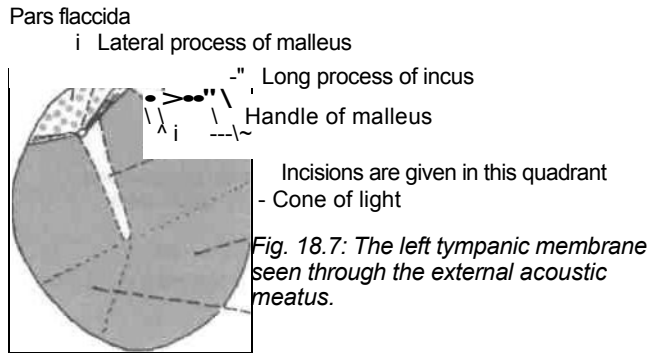 Pars flaccida
i Lateral process of malleus
-" Long process of incus
Handle of malleus
Incisions are given in this quadrant
- Cone of light
Fig. 18.7: The left tympanic membrane
seen through the external acoustic
meatus.